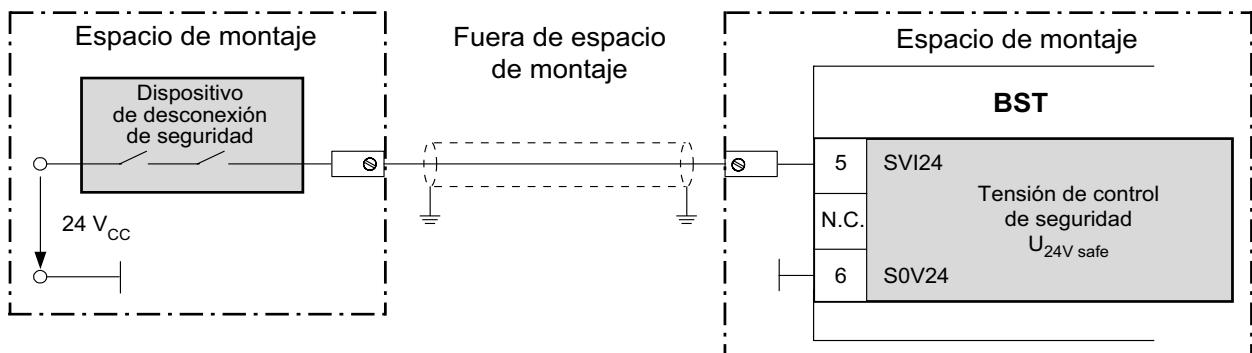 Espacio de montaje
Dispositivo
de desconexión
de seguridad
24 VCC
Fuera de espacio
de montaje
Espacio de montaje
BST
5 SVI24
N.C.
6 S0V24
Tensión de control
de seguridad
U24V safe